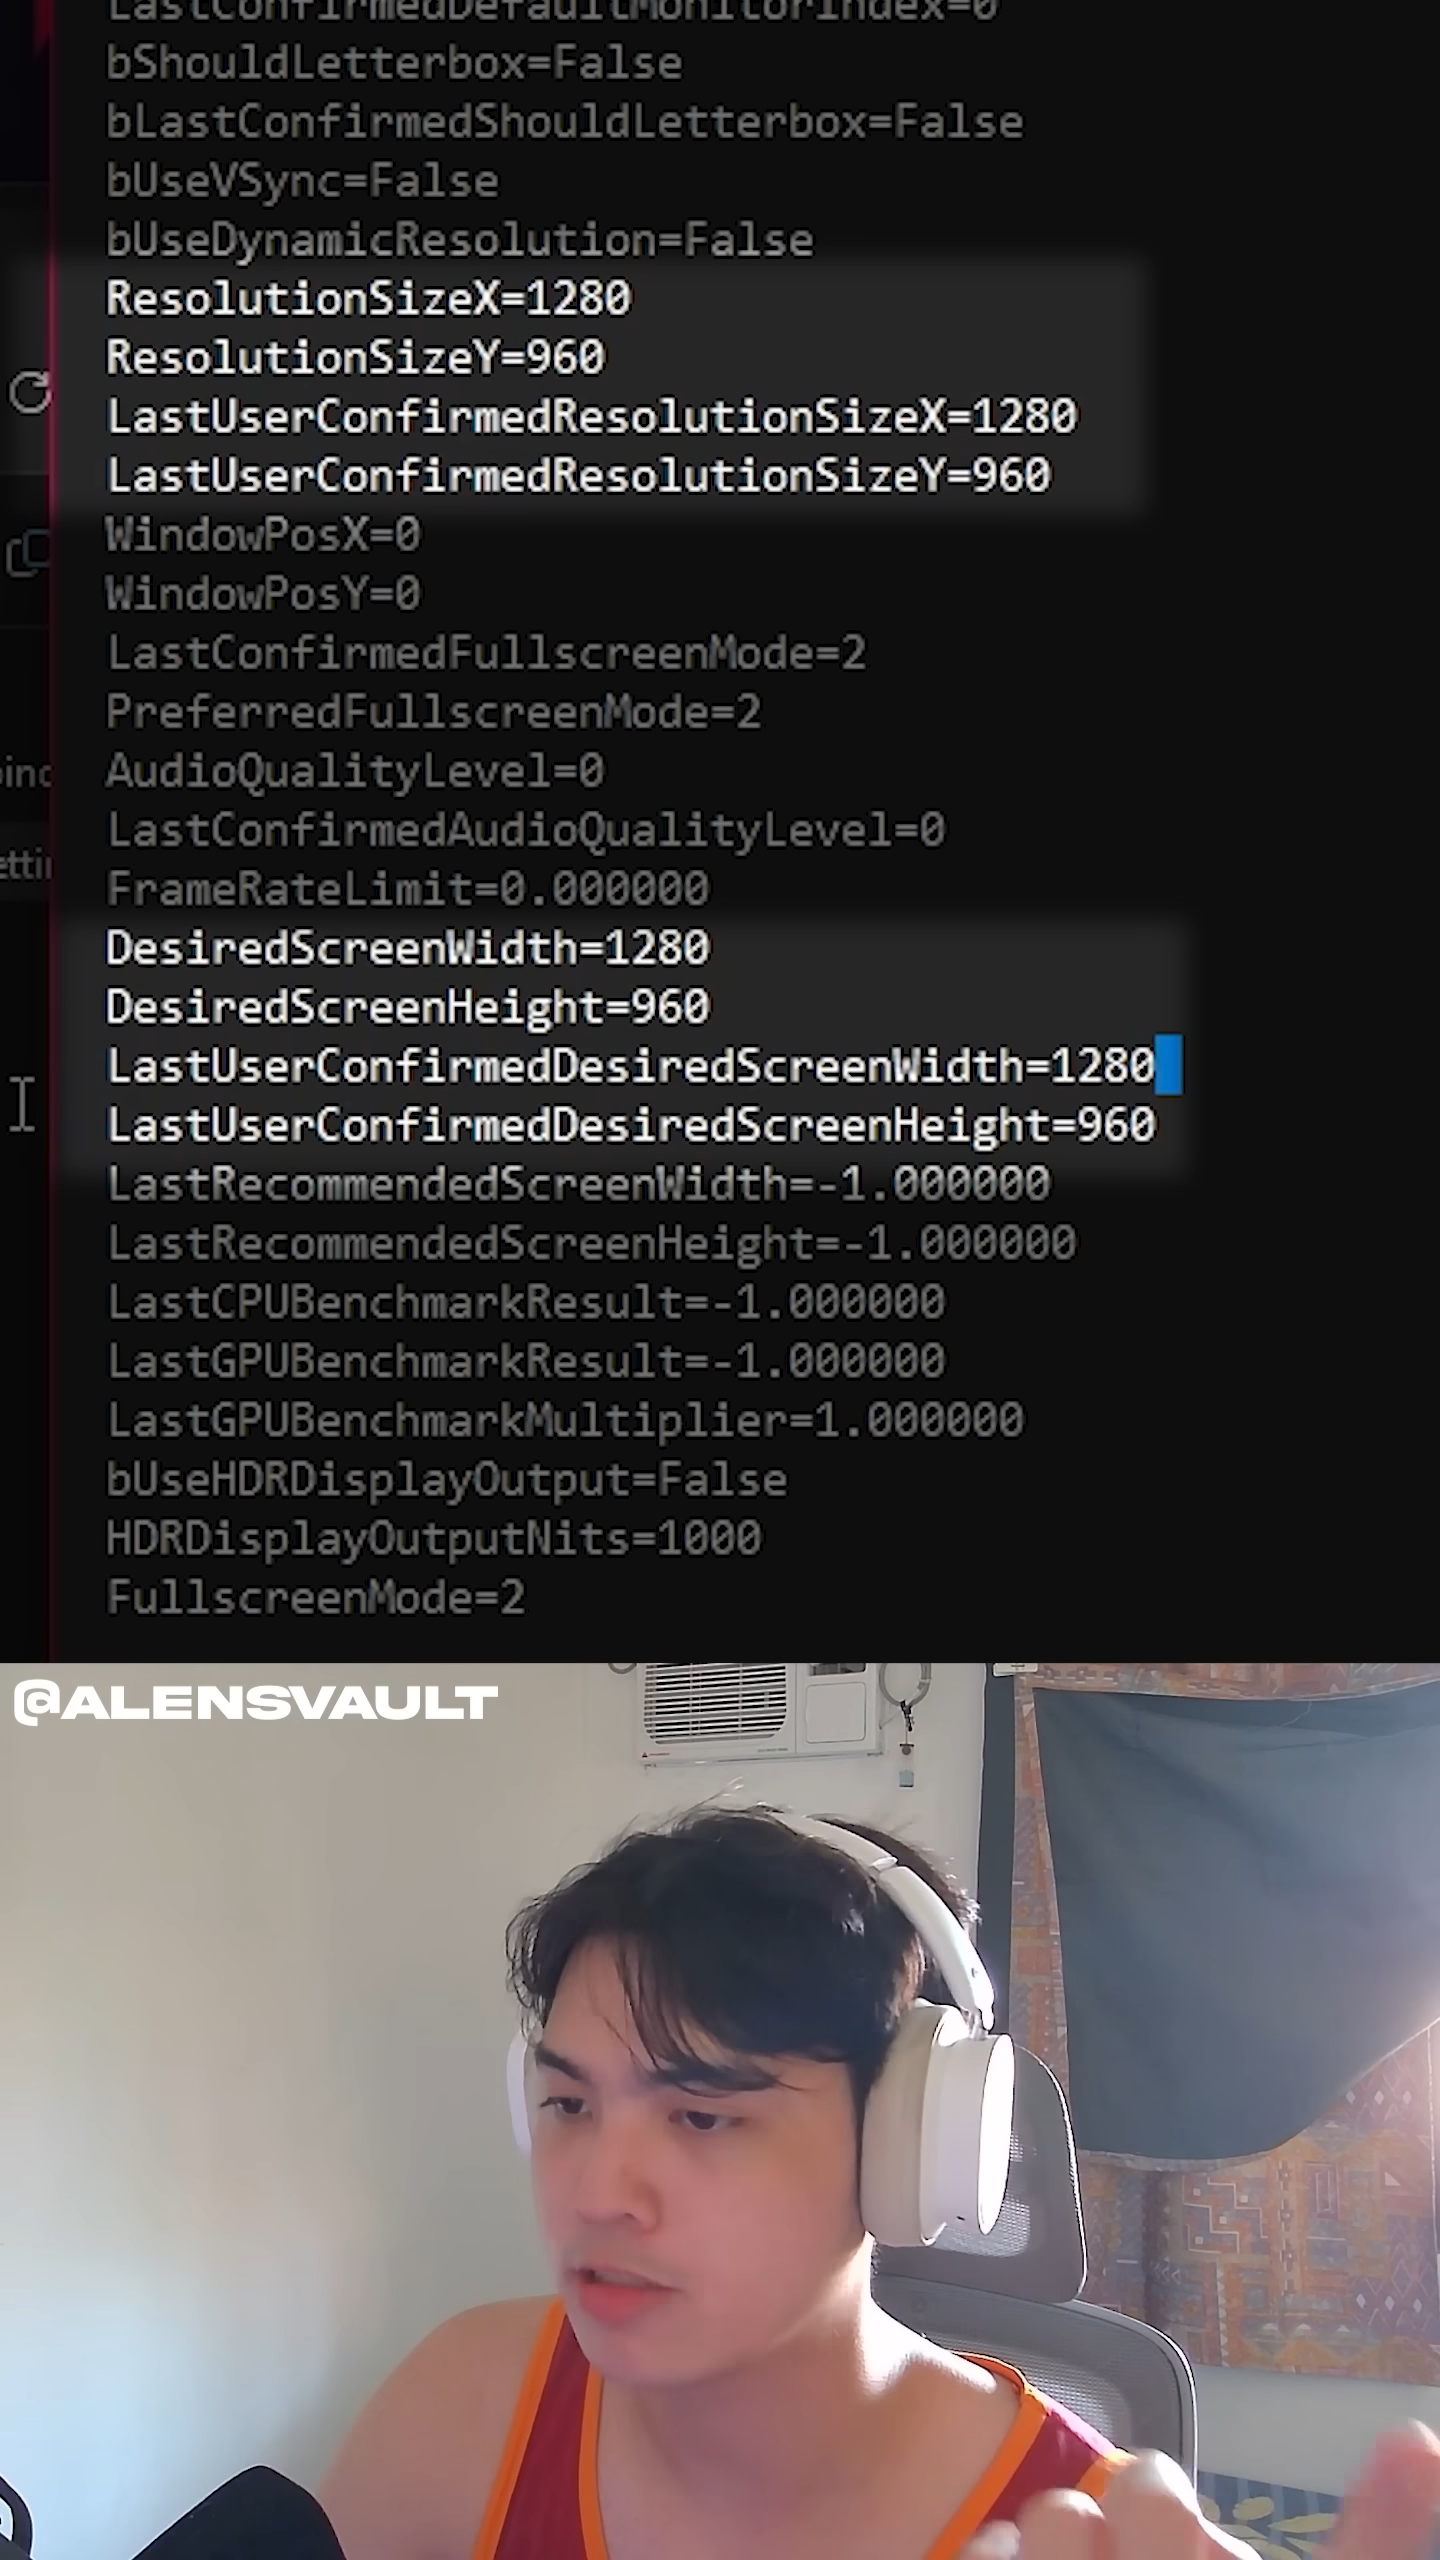 LastConfirmedDefaultMonitorIndex=0
bShouldLetterbox=False
bLastConfirmedShouldLetterbox=False
bUseVSync=False
bUseDynamicResolution=False
ResolutionSizeX=1280
ResolutionSizeY=960
LastUserConfirmedResolutionSizeX=1280
LastUserConfirmedResolutionSizeY=960
WindowPosX=0
WindowPosY=0
LastConfirmedFullscreenMode=2
PreferredFullscreenMode=2
AudioQualityLevel=0
LastConfirmedAudioQualityLevel=0
FrameRateLimit=0.000000
DesiredScreenWidth=1280
DesiredScreenHeight=960
LastUserConfirmedDesiredScreenWidth=1280
LastUserConfirmedDesiredScreenHeight=960
LastRecommendedScreenWidth=-1.000000
LastRecommendedScreenHeight=-1.000000
LastCPUBenchmarkResult=-1.000000
LastGPUBenchmarkResult=-1.000000
LastGPUBenchmarkMultiplier=1.000000
bUseHDRDisplayOutput=False
HDRDisplayOutputNits=1000
FullscreenMode=2
@ALENSVAULT